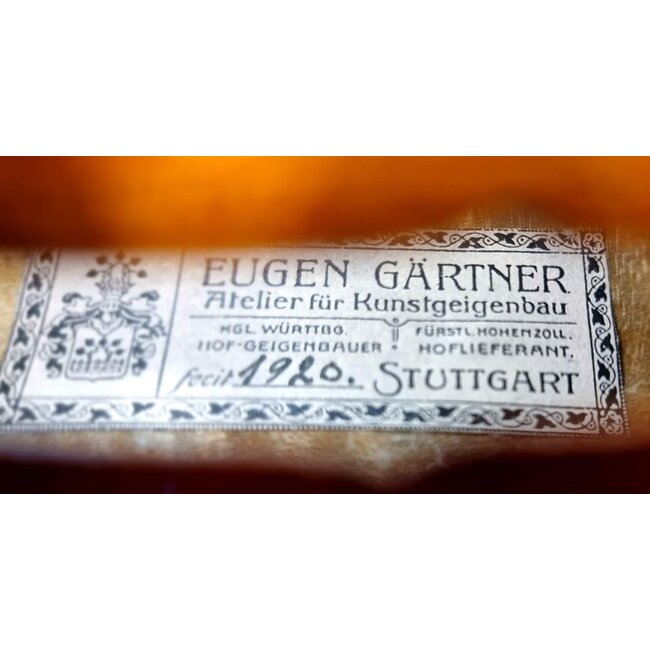 EUGEN GÄRTNER
Atelier für Kunstgeigenbau
KGL. WÜRTTBG. FÜRSTL. HOHENZOLL.
HOF-GEIGENBAUER HOFLIEFERANT.
fecit 1920. STUTTGART